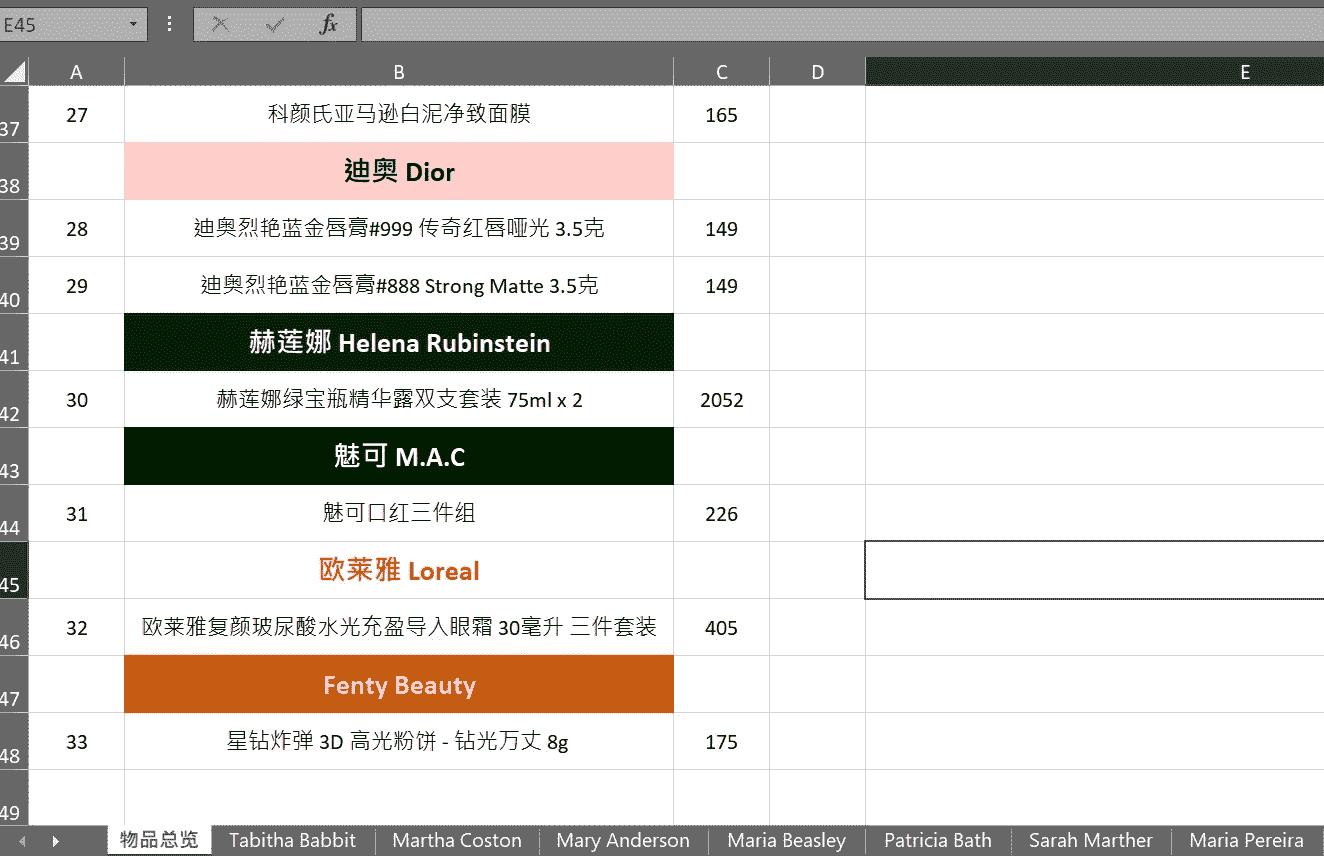 E45 fx
A B C D E
37 27 科颜氏亚马逊白泥净致面膜 165
38 迪奥 Dior
39 28 迪奥烈艳蓝金唇膏#999 传奇红唇哑光 3.5克 149
40 29 迪奥烈艳蓝金唇膏#888 Strong Matte 3.5克 149
41 赫莲娜 Helena Rubinstein
42 30 赫莲娜绿宝瓶精华露双支套装 75ml x 2 2052
43 魅可 M.A.C
44 31 魅可口红三件组 226
45 欧莱雅 Loreal
46 32 欧莱雅复颜玻尿酸水光充盈导入眼霜 30毫升 三件套装 405
47 Fenty Beauty
48 33 星钻炸弹 3D 高光粉饼 - 钻光万丈 8g 175
49
物品总览 Tabitha Babbit Martha Coston Mary Anderson Maria Beasley Patricia Bath Sarah Marther Maria Pereira